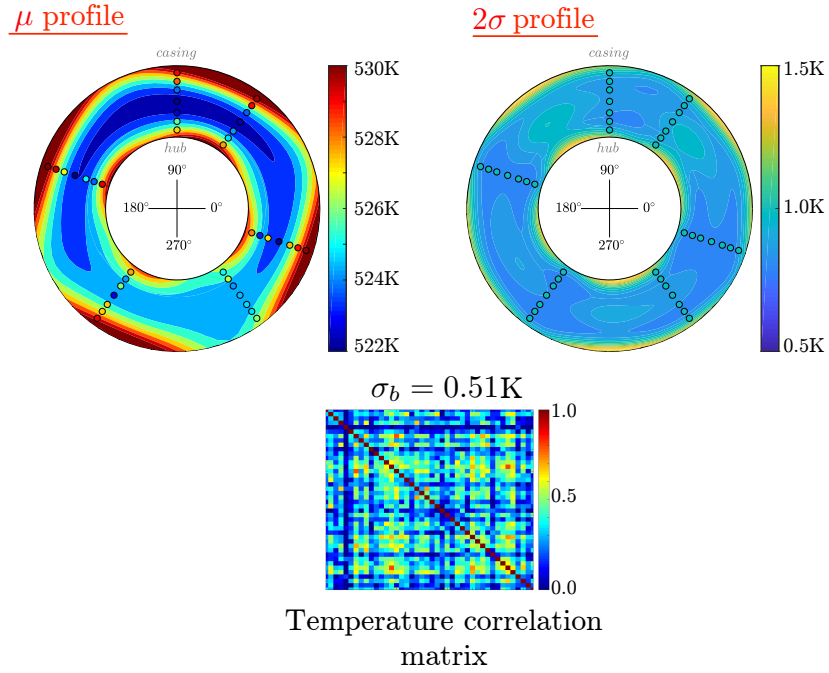 μ profile
2σ profile
casing
hub
90°
180°
0°
270°
530K
528K
526K
524K
522K
casing
hub
90°
180°
0°
270°
1.5K
1.0K
0.5K
σ_b = 0.51K
1.0
0.5
0.0
Temperature correlation
matrix